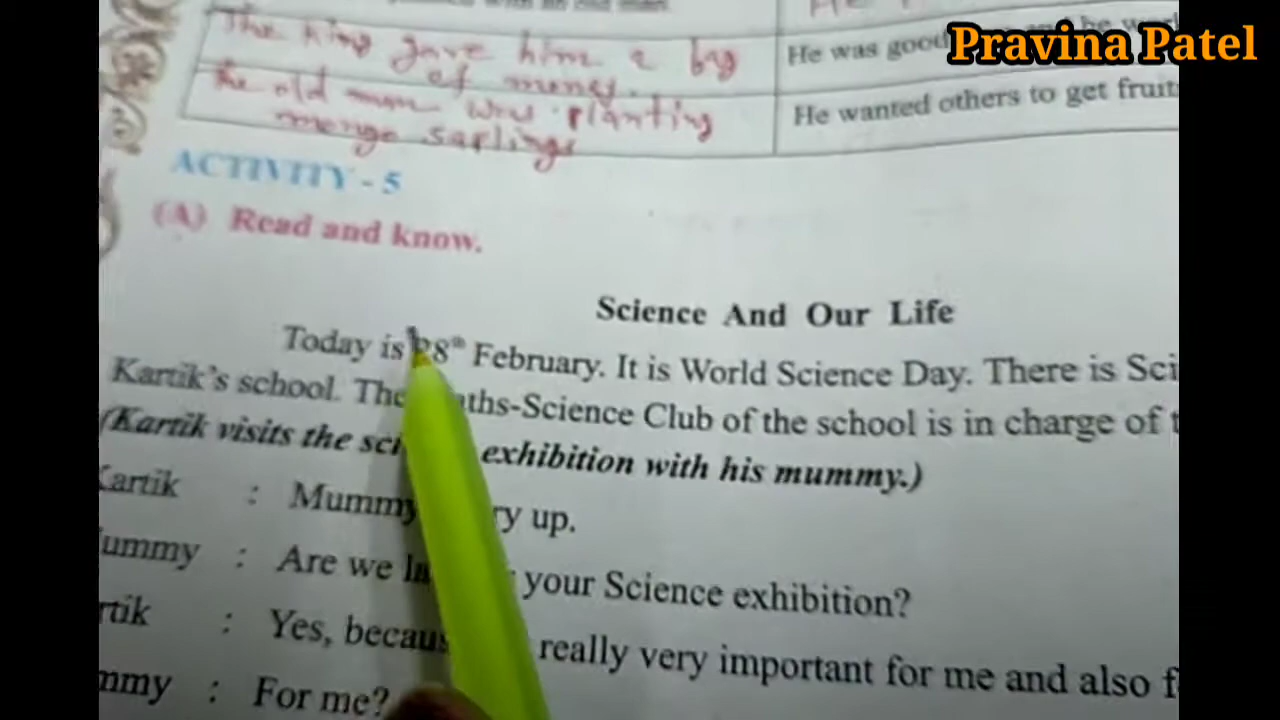 Pravina Patel
The King gave him a bag
of money.
He was good
the old man was planting
mango saplings
He wanted others to get fruit
ACTIVITY - 5
(A) Read and know.
Science And Our Life
Today is 28th February. It is World Science Day. There is Sci
Kartik's school. The ths-Science Club of the school is in charge of
(Kartik visits the sci exhibition with his mummy.)
Kartik : Mummy ry up.
ummy : Are we your Science exhibition?
rtik : Yes, becaus really very important for me and also f
mmy : For me?